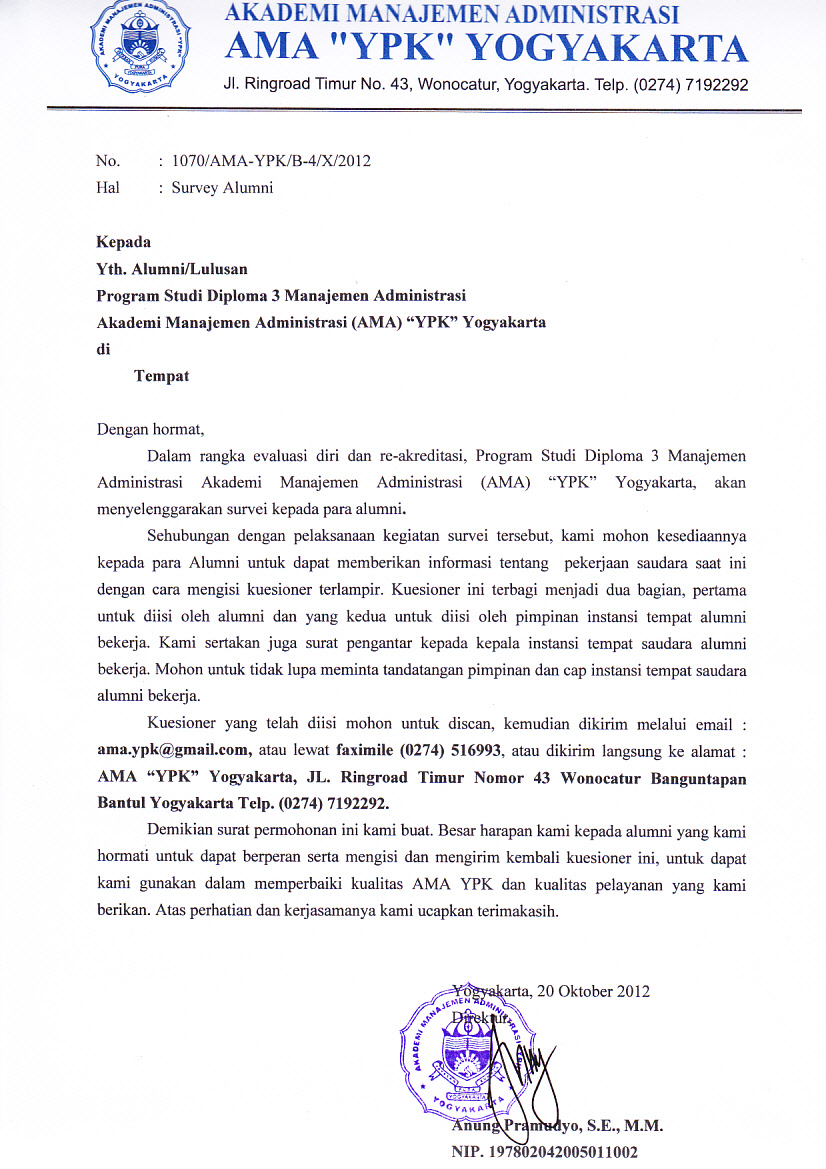 AKADEMI MANAJEMEN ADMINISTRASI
AMA "YPK" YOGYAKARTA
Jl. Ringroad Timur No. 43, Wonocatur, Yogyakarta. Telp. (0274) 7192292
AKADEMI MANAJEMEN ADMINISTRASI "YPK"
YOGYAKARTA
No. : 1070/AMA-YPK/B-4/X/2012
Hal : Survey Alumni
Kepada
Yth. Alumni/Lulusan
Program Studi Diploma 3 Manajemen Administrasi
Akademi Manajemen Administrasi (AMA) “YPK” Yogyakarta
di
Tempat
Dengan hormat,
Dalam rangka evaluasi diri dan re-akreditasi, Program Studi Diploma 3 Manajemen
Administrasi Akademi Manajemen Administrasi (AMA) “YPK” Yogyakarta, akan
menyelenggarakan survei kepada para alumni.
Sehubungan dengan pelaksanaan kegiatan survei tersebut, kami mohon kesediaannya
kepada para Alumni untuk dapat memberikan informasi tentang pekerjaan saudara saat ini
dengan cara mengisi kuesioner terlampir. Kuesioner ini terbagi menjadi dua bagian, pertama
untuk diisi oleh alumni dan yang kedua untuk diisi oleh pimpinan instansi tempat alumni
bekerja. Kami sertakan juga surat pengantar kepada kepala instansi tempat saudara alumni
bekerja. Mohon untuk tidak lupa meminta tandatangan pimpinan dan cap instansi tempat saudara
alumni bekerja.
Kuesioner yang telah diisi mohon untuk discan, kemudian dikirim melalui email :
ama.ypk@gmail.com, atau lewat faximile (0274) 516993, atau dikirim langsung ke alamat :
AMA “YPK” Yogyakarta, JL. Ringroad Timur Nomor 43 Wonocatur Banguntapan
Bantul Yogyakarta Telp. (0274) 7192292.
Demikian surat permohonan ini kami buat. Besar harapan kami kepada alumni yang kami
hormati untuk dapat berperan serta mengisi dan mengirim kembali kuesioner ini, untuk dapat
kami gunakan dalam memperbaiki kualitas AMA YPK dan kualitas pelayanan yang kami
berikan. Atas perhatian dan kerjasamanya kami ucapkan terimakasih.
Yogyakarta, 20 Oktober 2012
Direktur
AKADEMI MANAJEMEN ADMINISTRASI
YOGYAKARTA
Anung Pramudyo, S.E., M.M.
NIP. 197802042005011002